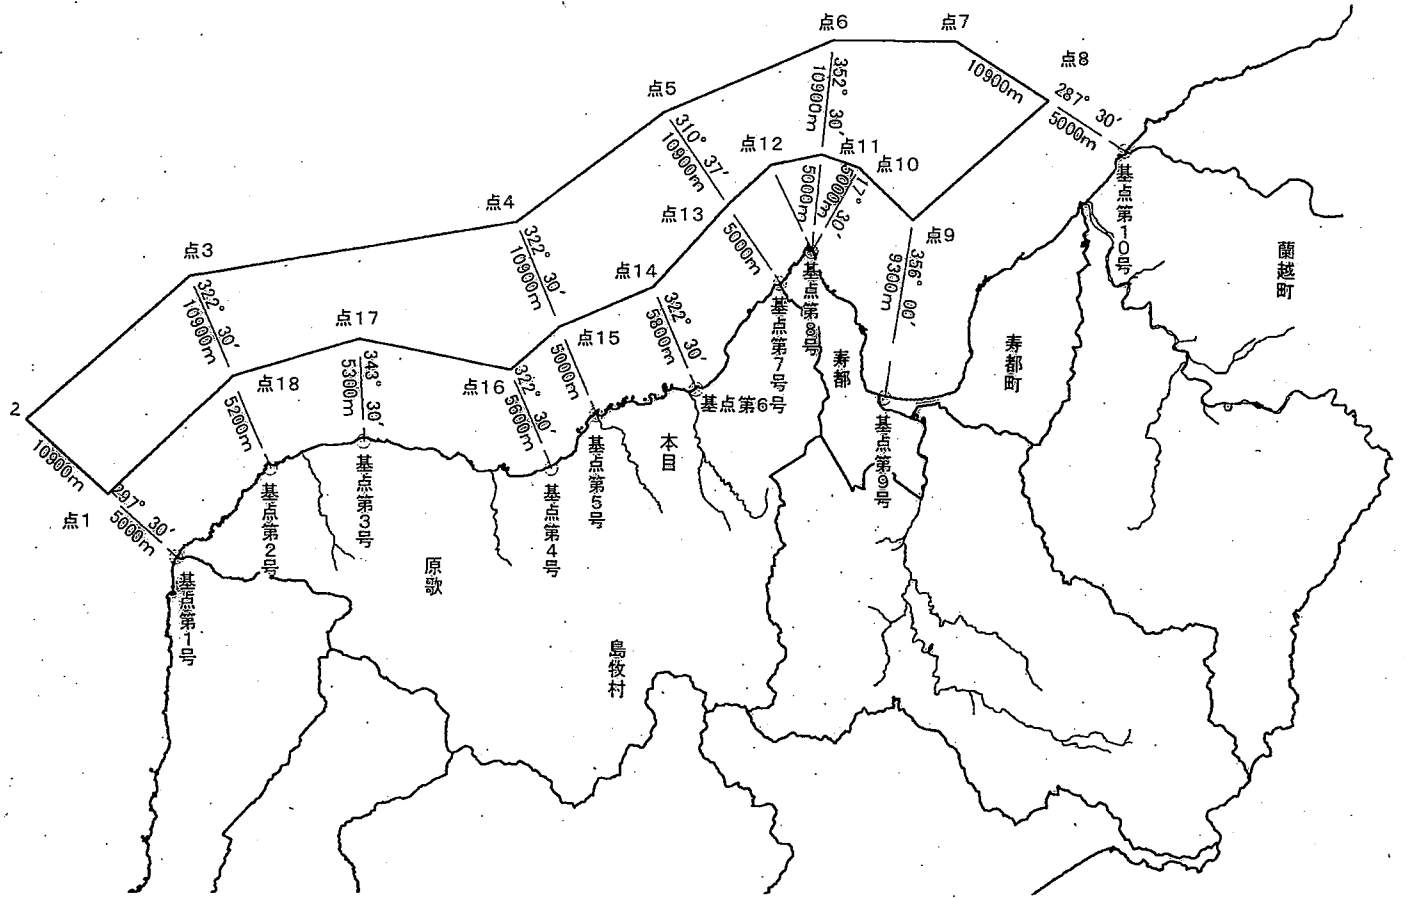 点6
点7
点8
10900m
287° 30′
5000m
点5
352° 30′
10900m
310° 37′
10900m
点12
点11
点10
5000m
5000m
17° 30′
点4
点13
5000m
点9
356° 00′
9300m
基点第10号
蘭越町
点3
322° 30′
10900m
322° 30′
10900m
点14
322° 30′
5800m
基点第8号
基点第7号
寿都
寿都町
点17
点15
5000m
点18
343° 30′
5300m
点16
322° 30′
5600m
基点第6号
2
10900m
5200m
本目
基点第9号
点1
297° 30′
5000m
基点第2号
基点第3号
基点第4号
基点第5号
原歌
基点第1号
島牧村